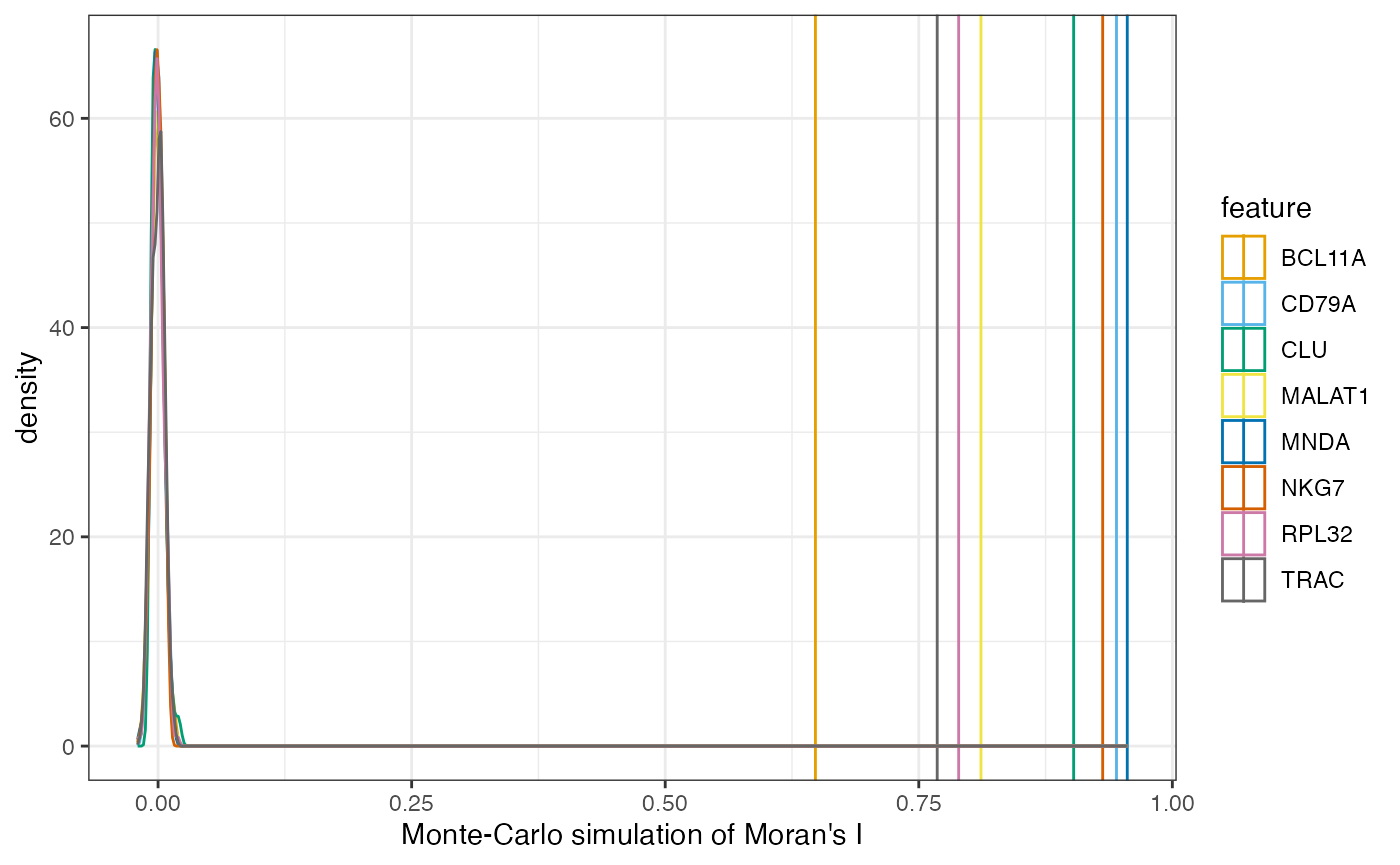 density
60
40
20
0
0.00
0.25
0.50
0.75
1.00
Monte-Carlo simulation of Moran's I
feature
BCL11A
CD79A
CLU
MALAT1
MNDA
NKG7
RPL32
TRAC